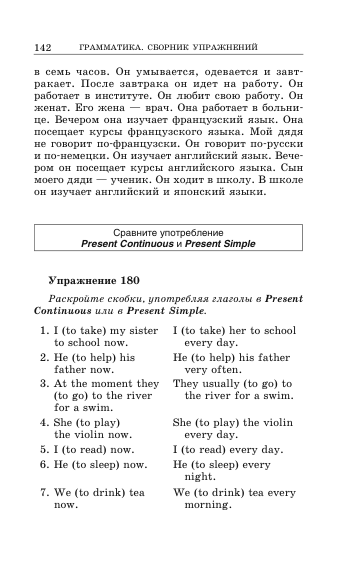 142 ГРАММАТИКА. СБОРНИК УПРАЖНЕНИЙ
в семь часов. Он умывается, одевается и завт-
ракает. После завтрака он идет на работу. Он
работает в институте. Он любит свою работу. Он
женат. Его жена — врач. Она работает в больни-
це. Вечером она изучает французский язык. Она
посещает курсы французского языка. Мой дядя
не говорит по-французски. Он говорит по-русски
и по-немецки. Он изучает английский язык. Вече-
ром он посещает курсы английского языка. Сын
моего дяди — ученик. Он ходит в школу. В школе
он изучает английский и японский языки.
Сравните употребление
Present Continuous и Present Simple
Упражнение 180
Раскройте скобки, употребляя глаголы в Present
Continuous или в Present Simple.
1. I (to take) my sister I (to take) her to school
to school now. every day.
2. He (to help) his He (to help) his father
father now. very often.
3. At the moment they They usually (to go) to
(to go) to the river the river for a swim.
for a swim.
4. She (to play) She (to play) the violin
the violin now. every day.
5. I (to read) now. I (to read) every day.
6. He (to sleep) now. He (to sleep) every
night.
7. We (to drink) tea We (to drink) tea every
now. morning.